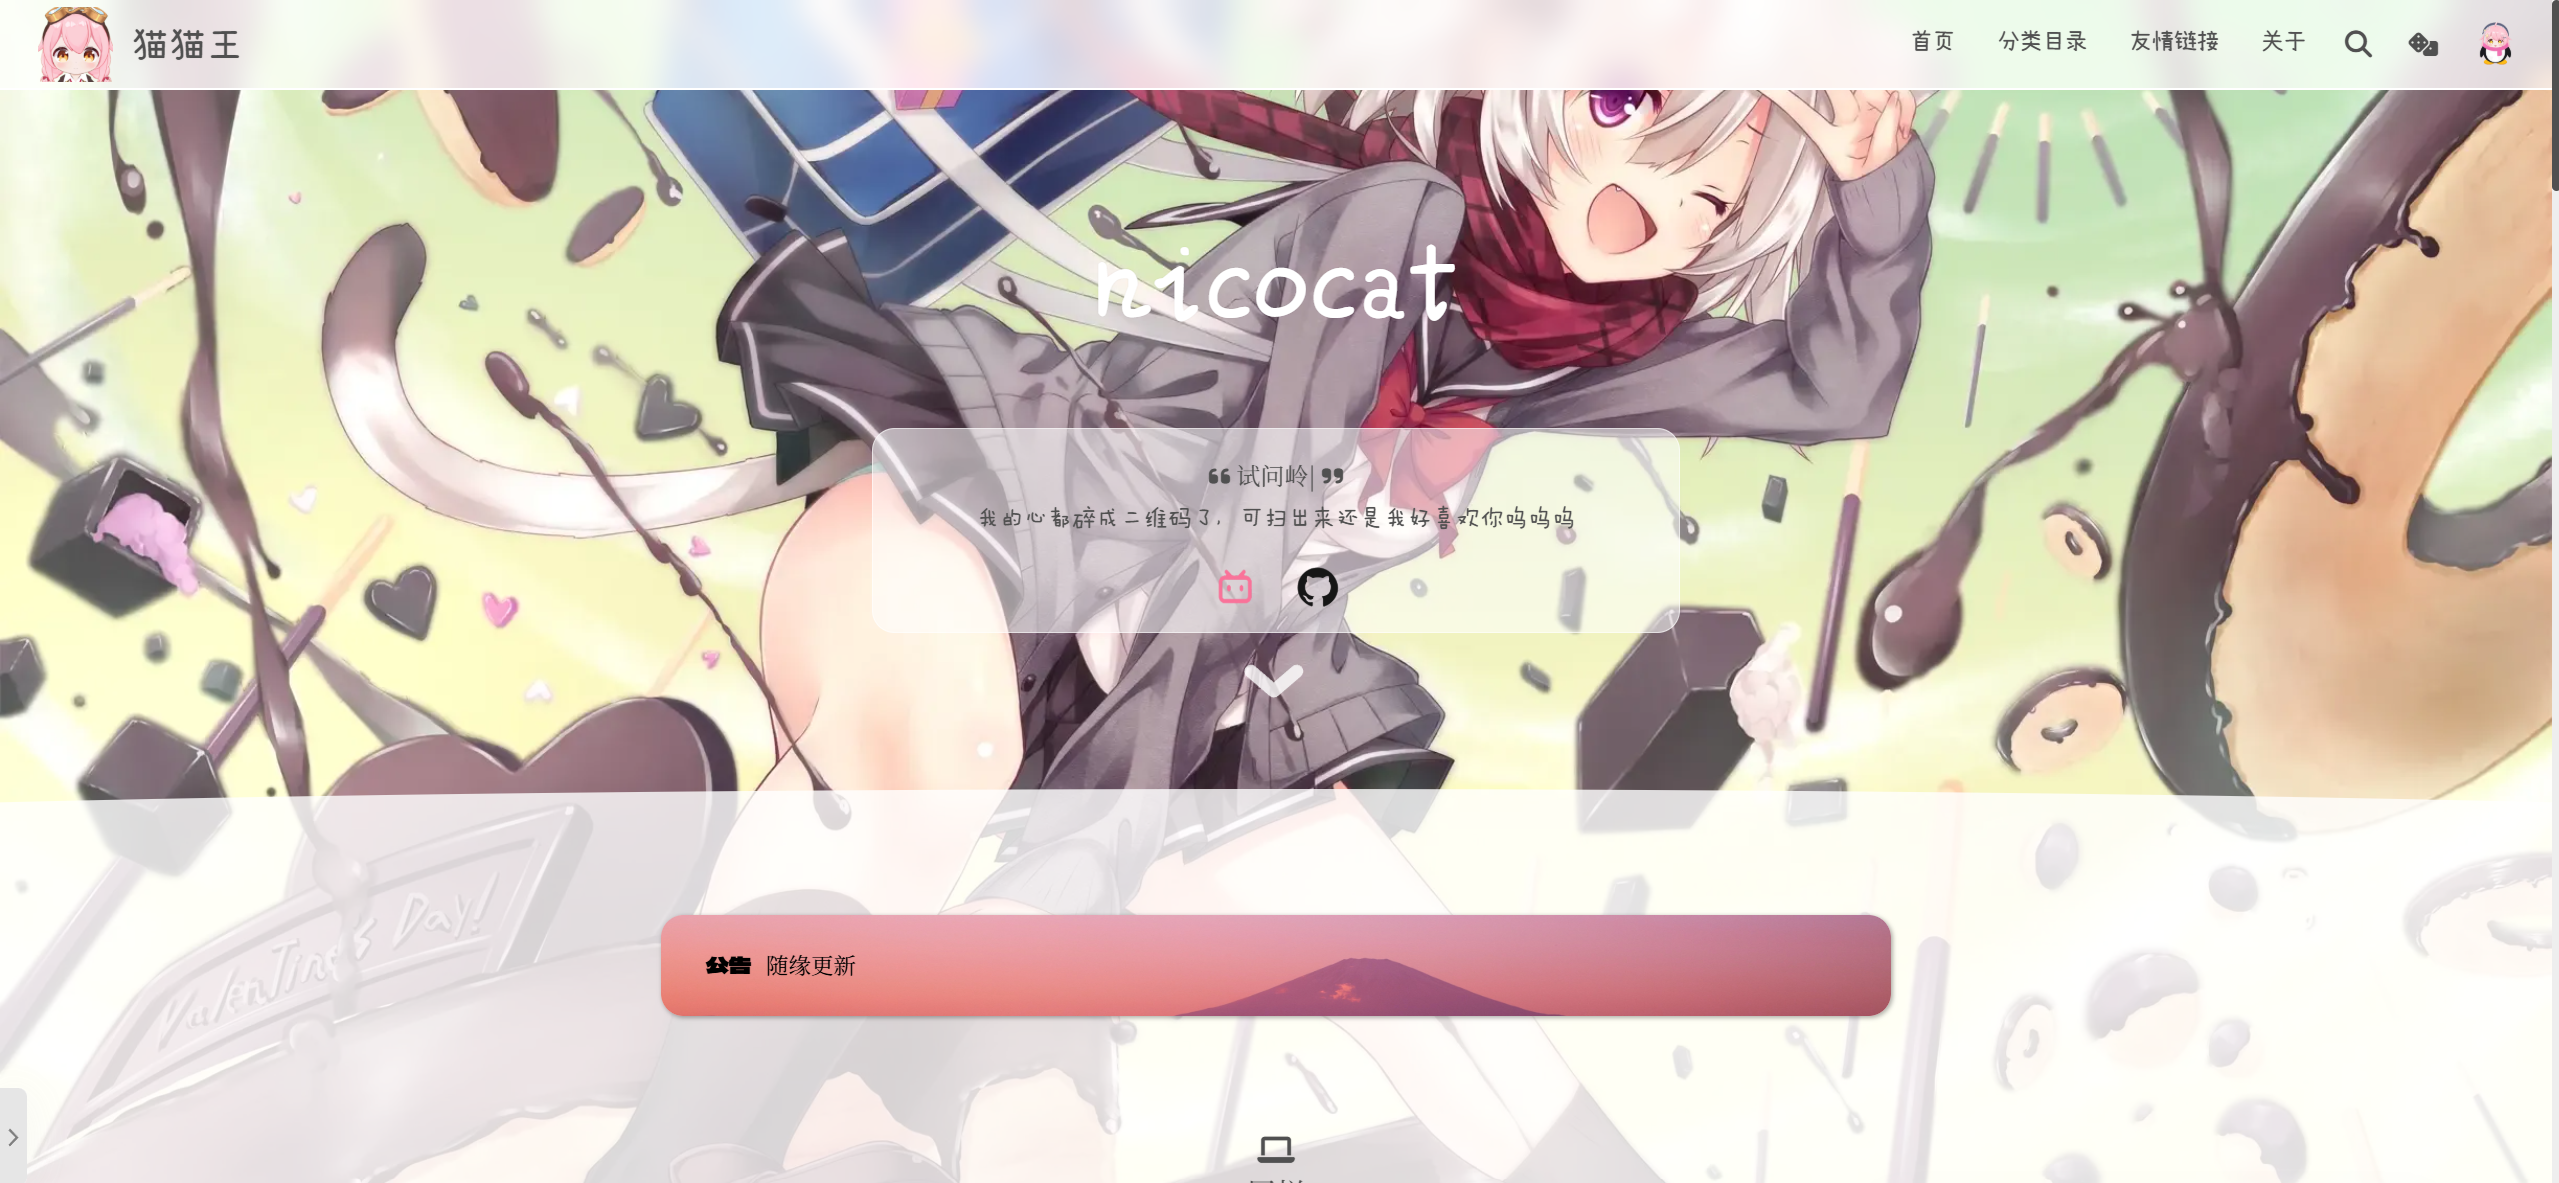 猫猫王
首页 分类目录 友情链接 关于
nicocat
❝ 试问岭| ❞
我的心都碎成二维码了，可扫出来还是我好喜欢你呜呜呜
Valentine's Day!
公告 随缘更新